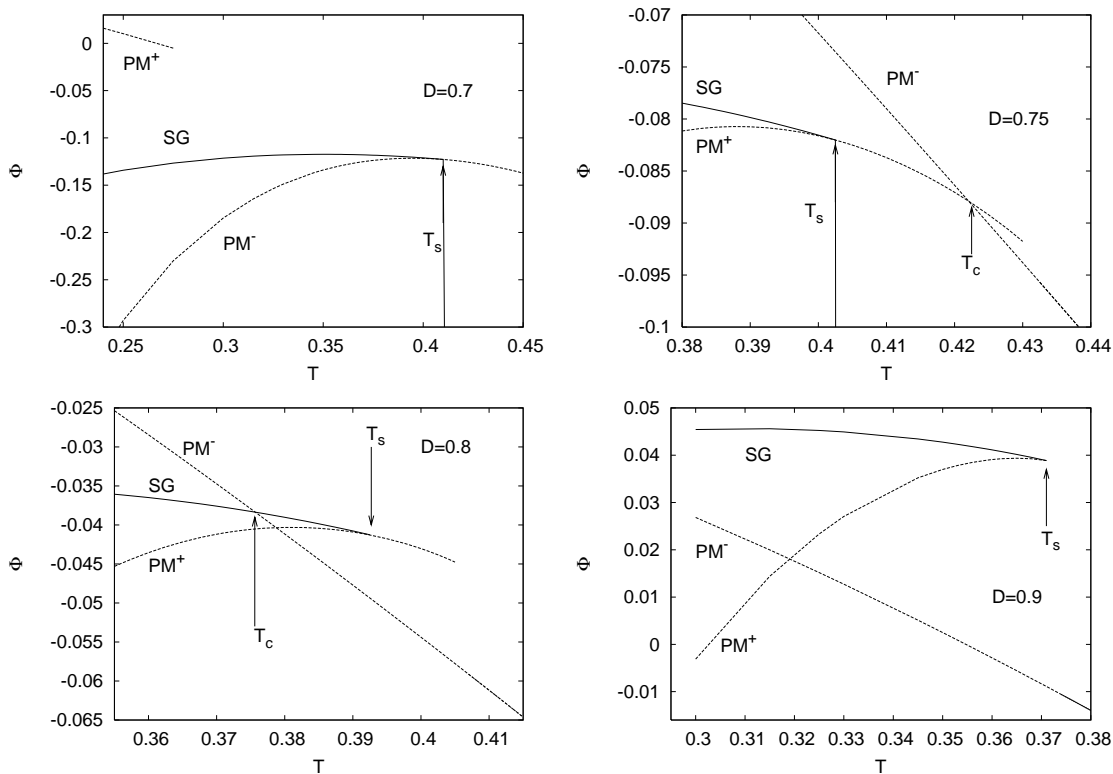 0
-0.05
-0.1
-0.15
-0.2
-0.25
-0.3
0.25 0.3 0.35 0.4 0.45
Φ
T
PM+
SG
PM-
D=0.7
Ts
-0.07
-0.075
-0.08
-0.085
-0.09
-0.095
-0.1
0.38 0.39 0.4 0.41 0.42 0.43 0.44
Φ
T
SG
PM+
PM-
D=0.75
Ts
Tc
-0.025
-0.03
-0.035
-0.04
-0.045
-0.05
-0.055
-0.06
-0.065
0.36 0.37 0.38 0.39 0.4 0.41
Φ
T
PM-
SG
PM+
Ts
D=0.8
Tc
0.05
0.04
0.03
0.02
0.01
0
-0.01
0.3 0.31 0.32 0.33 0.34 0.35 0.36 0.37 0.38
Φ
T
SG
PM-
PM+
Ts
D=0.9